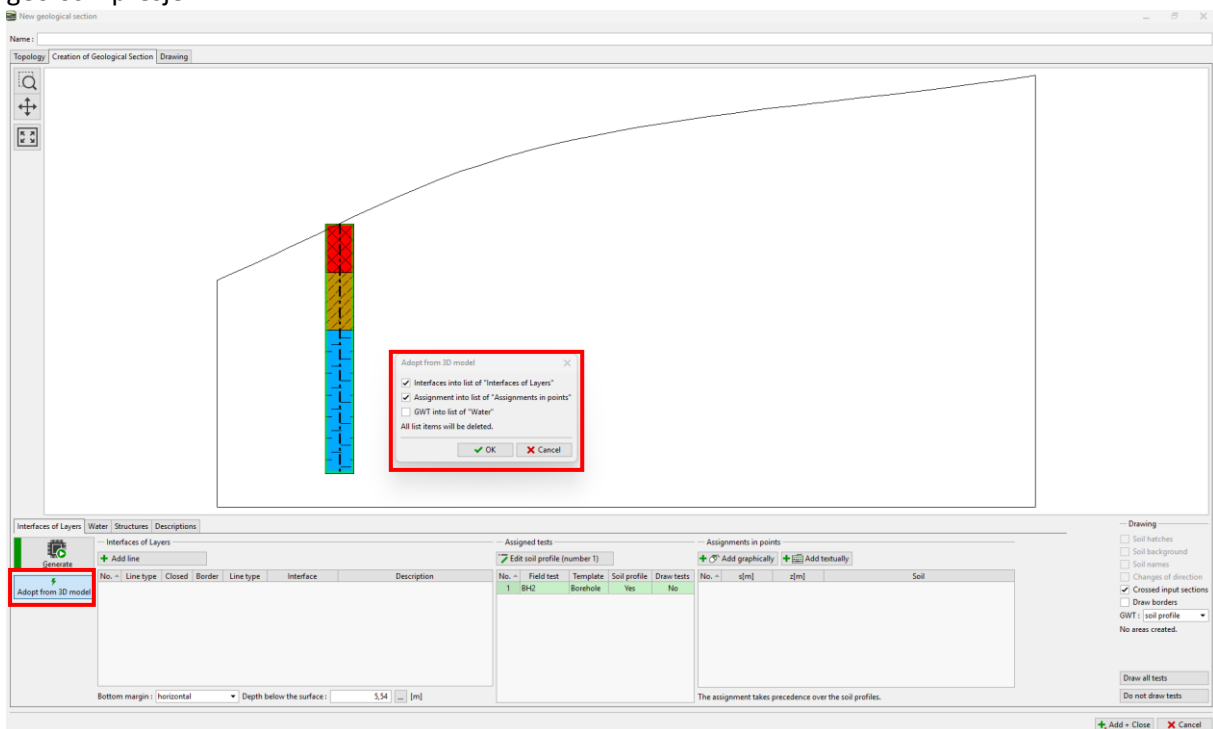 New geological section
Name :
Topology Creation of Geological Section Drawing
Adopt from 3D model
Interfaces into list of "Interfaces of Layers"
Assignment into list of "Assignments in points"
GWT into list of "Water"
All list items will be deleted.
OK Cancel
Interfaces of Layers Water Structures Descriptions
Generate
Adopt from 3D model
Interfaces of Layers
Add line
No. Line type Closed Border Line type Interface Description
Bottom margin : horizontal Depth below the surface : 5,54 ... [m]
Assigned tests
Edit soil profile (number 1)
No. Field test Template Soil profile Draw tests
1 BH2 Borehole Yes No
Assignments in points
Add graphically Add textually
No. s[m] z[m] Soil
The assignment takes precedence over the soil profiles.
Drawing
Soil hatches
Soil background
Soil names
Changes of direction
Crossed input sections
Draw borders
GWT : soil profile
No areas created.
Draw all tests
Do not draw tests
Add + Close Cancel